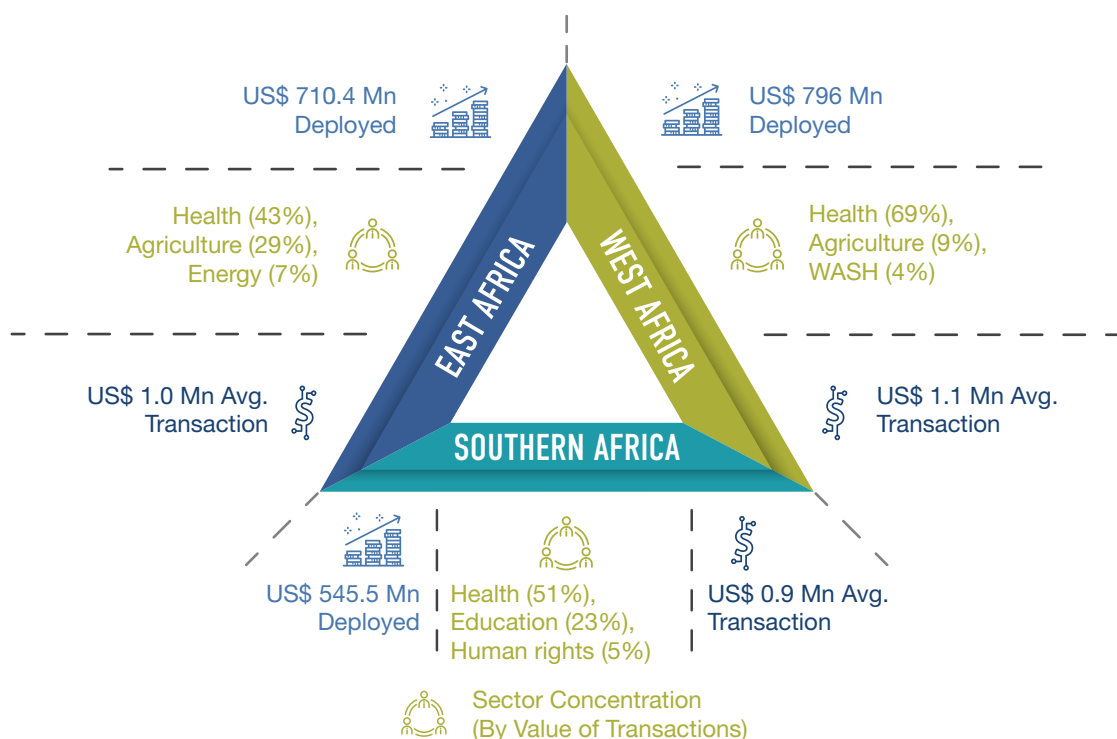 US$ 710.4 Mn
Deployed
US$ 796 Mn
Deployed
Health (43%),
Agriculture (29%),
Energy (7%)
Health (69%),
Agriculture (9%),
WASH (4%)
EAST AFRICA
WEST AFRICA
US$ 1.0 Mn Avg.
Transaction
US$ 1.1 Mn Avg.
Transaction
SOUTHERN AFRICA
US$ 545.5 Mn
Deployed
Health (51%),
Education (23%),
Human rights (5%)
US$ 0.9 Mn Avg.
Transaction
Sector Concentration
(By Value of Transactions)